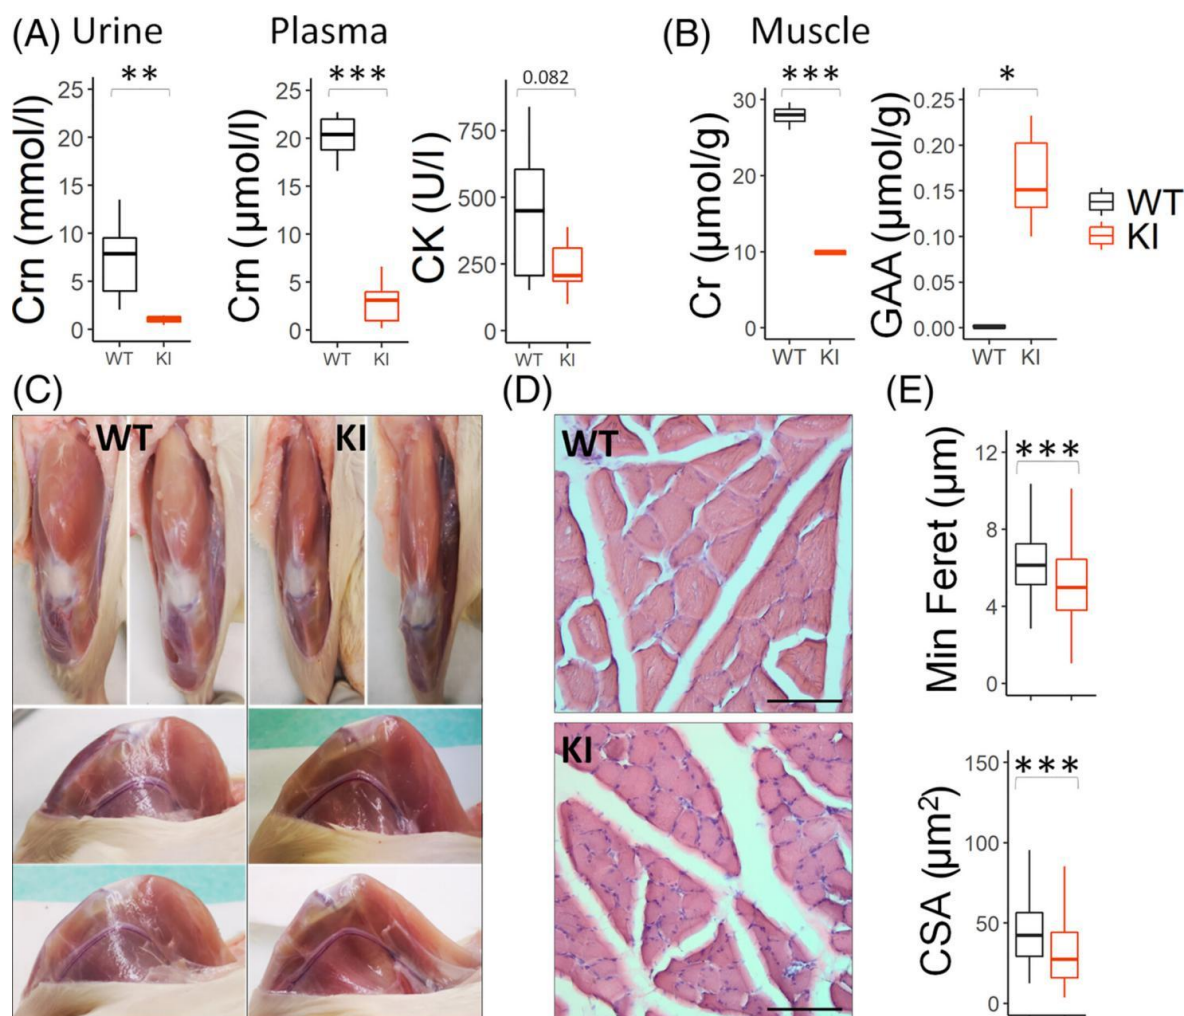 (A) Urine
Plasma
(B) Muscle
Crn (mmol/l)
25
20
15
10
5
0
**
WT
KI
Crn (µmol/l)
25
20
15
10
5
0
***
WT
KI
CK (U/l)
750
500
250
0
0.082
WT
KI
Cr (µmol/g)
30
20
10
0
***
WT
KI
GAA (µmol/g)
0.25
0.20
0.15
0.10
0.05
0.00
*
WT
KI
WT
KI
(C)
WT
KI
(D)
WT
KI
(E)
Min Feret (µm)
12
8
4
0
***
CSA (µm²)
150
100
50
0
***